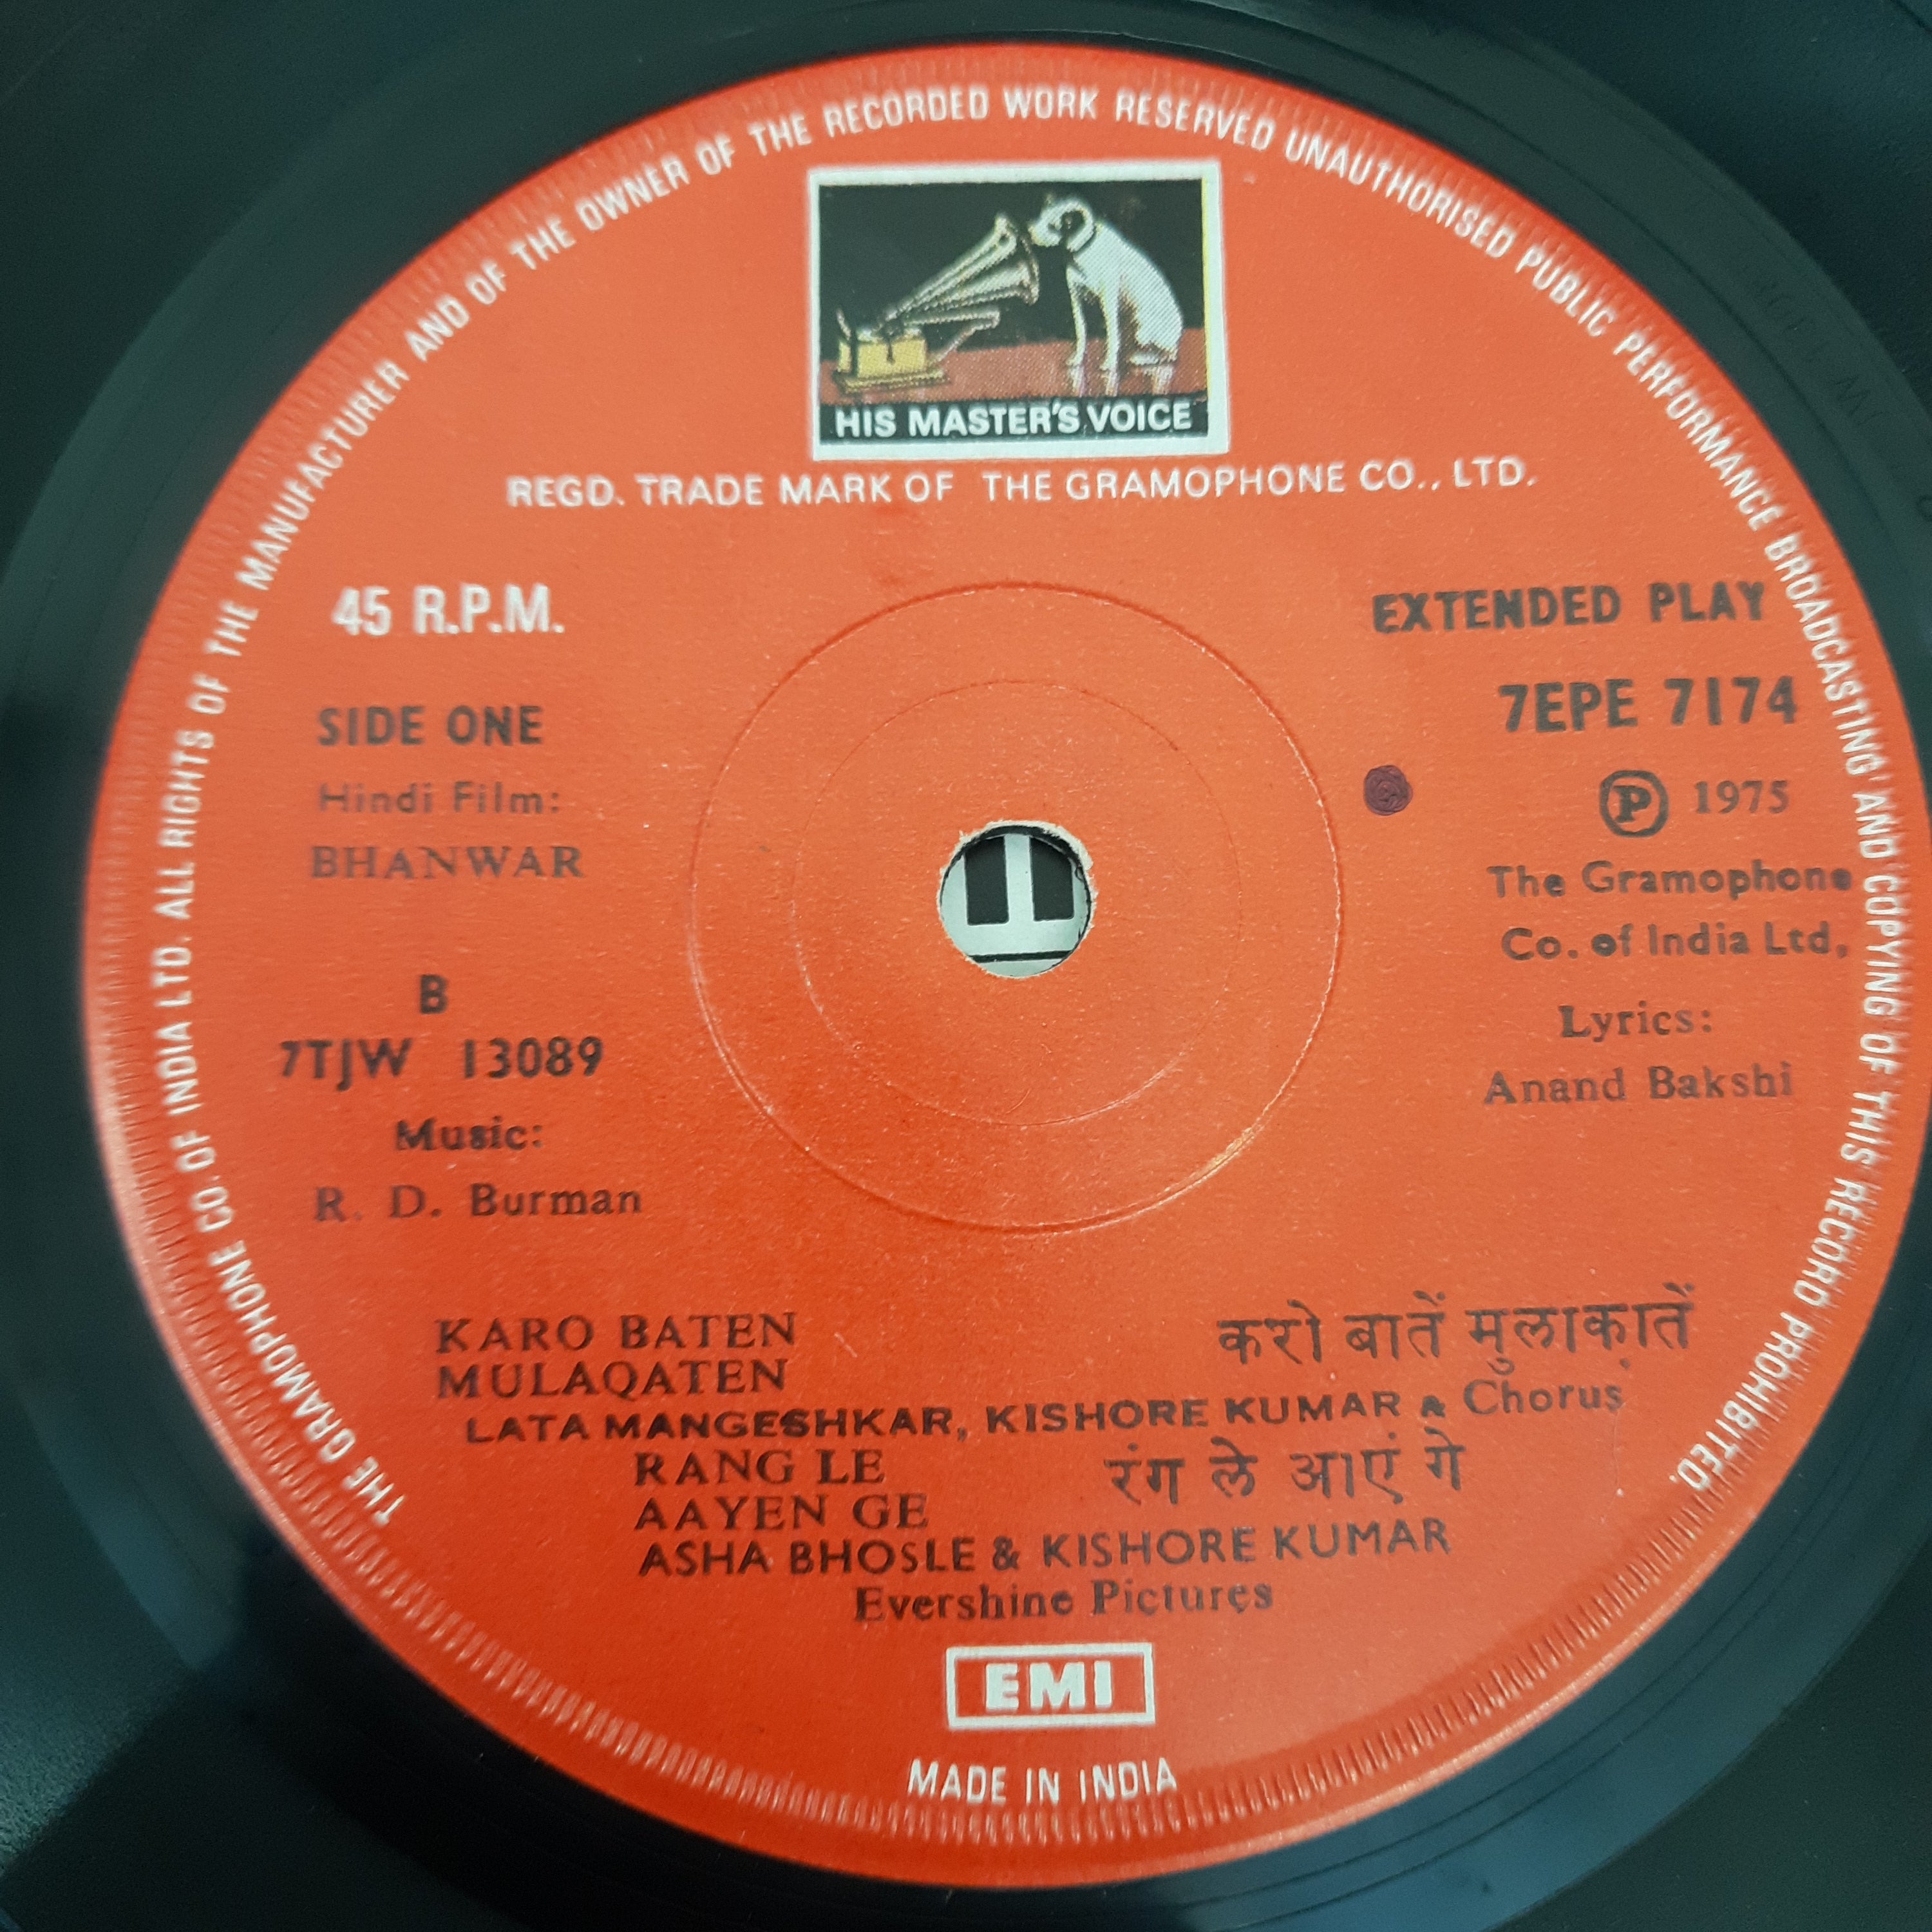 THE GRAMOPHONE CO. OF INDIA LTD. ALL RIGHTS OF THE MANUFACTURER AND OF THE OWNER OF THE RECORDED WORK RESERVED UNAUTHORISED PUBLIC PERFORMANCE BROADCASTING AND COPYING OF THIS RECORD PROHIBITED.
HIS MASTER'S VOICE
REGD. TRADE MARK OF THE GRAMOPHONE CO., LTD.
45 R.P.M.
EXTENDED PLAY
SIDE ONE
7EPE 7174
Hindi Film:
℗ 1975
BHANWAR
The Gramophone
Co. of India Ltd,
B
7TJW 13089
Lyrics:
Anand Bakshi
Music:
R. D. Burman
KARO BATEN
MULAQATEN
करो बातें मुलाक़ातें
LATA MANGESHKAR, KISHORE KUMAR & Chorus
RANG LE
AAYEN GE
रंग ले आएं गे
ASHA BHOSLE & KISHORE KUMAR
Evershine Pictures
EMI
MADE IN INDIA